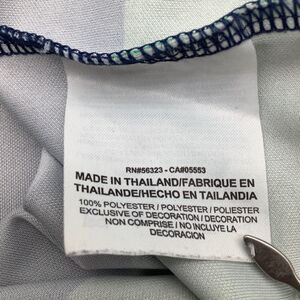 RN#56323 - CA#05553
MADE IN THAILAND/FABRIQUE EN
THAILANDE/HECHO EN TAILANDIA
100% POLYESTER / POLYESTER / POLIESTER
EXCLUSIVE OF DECORATION / DECORATION
NON COMPRISE / NO INCLUYE LA
DECORACION